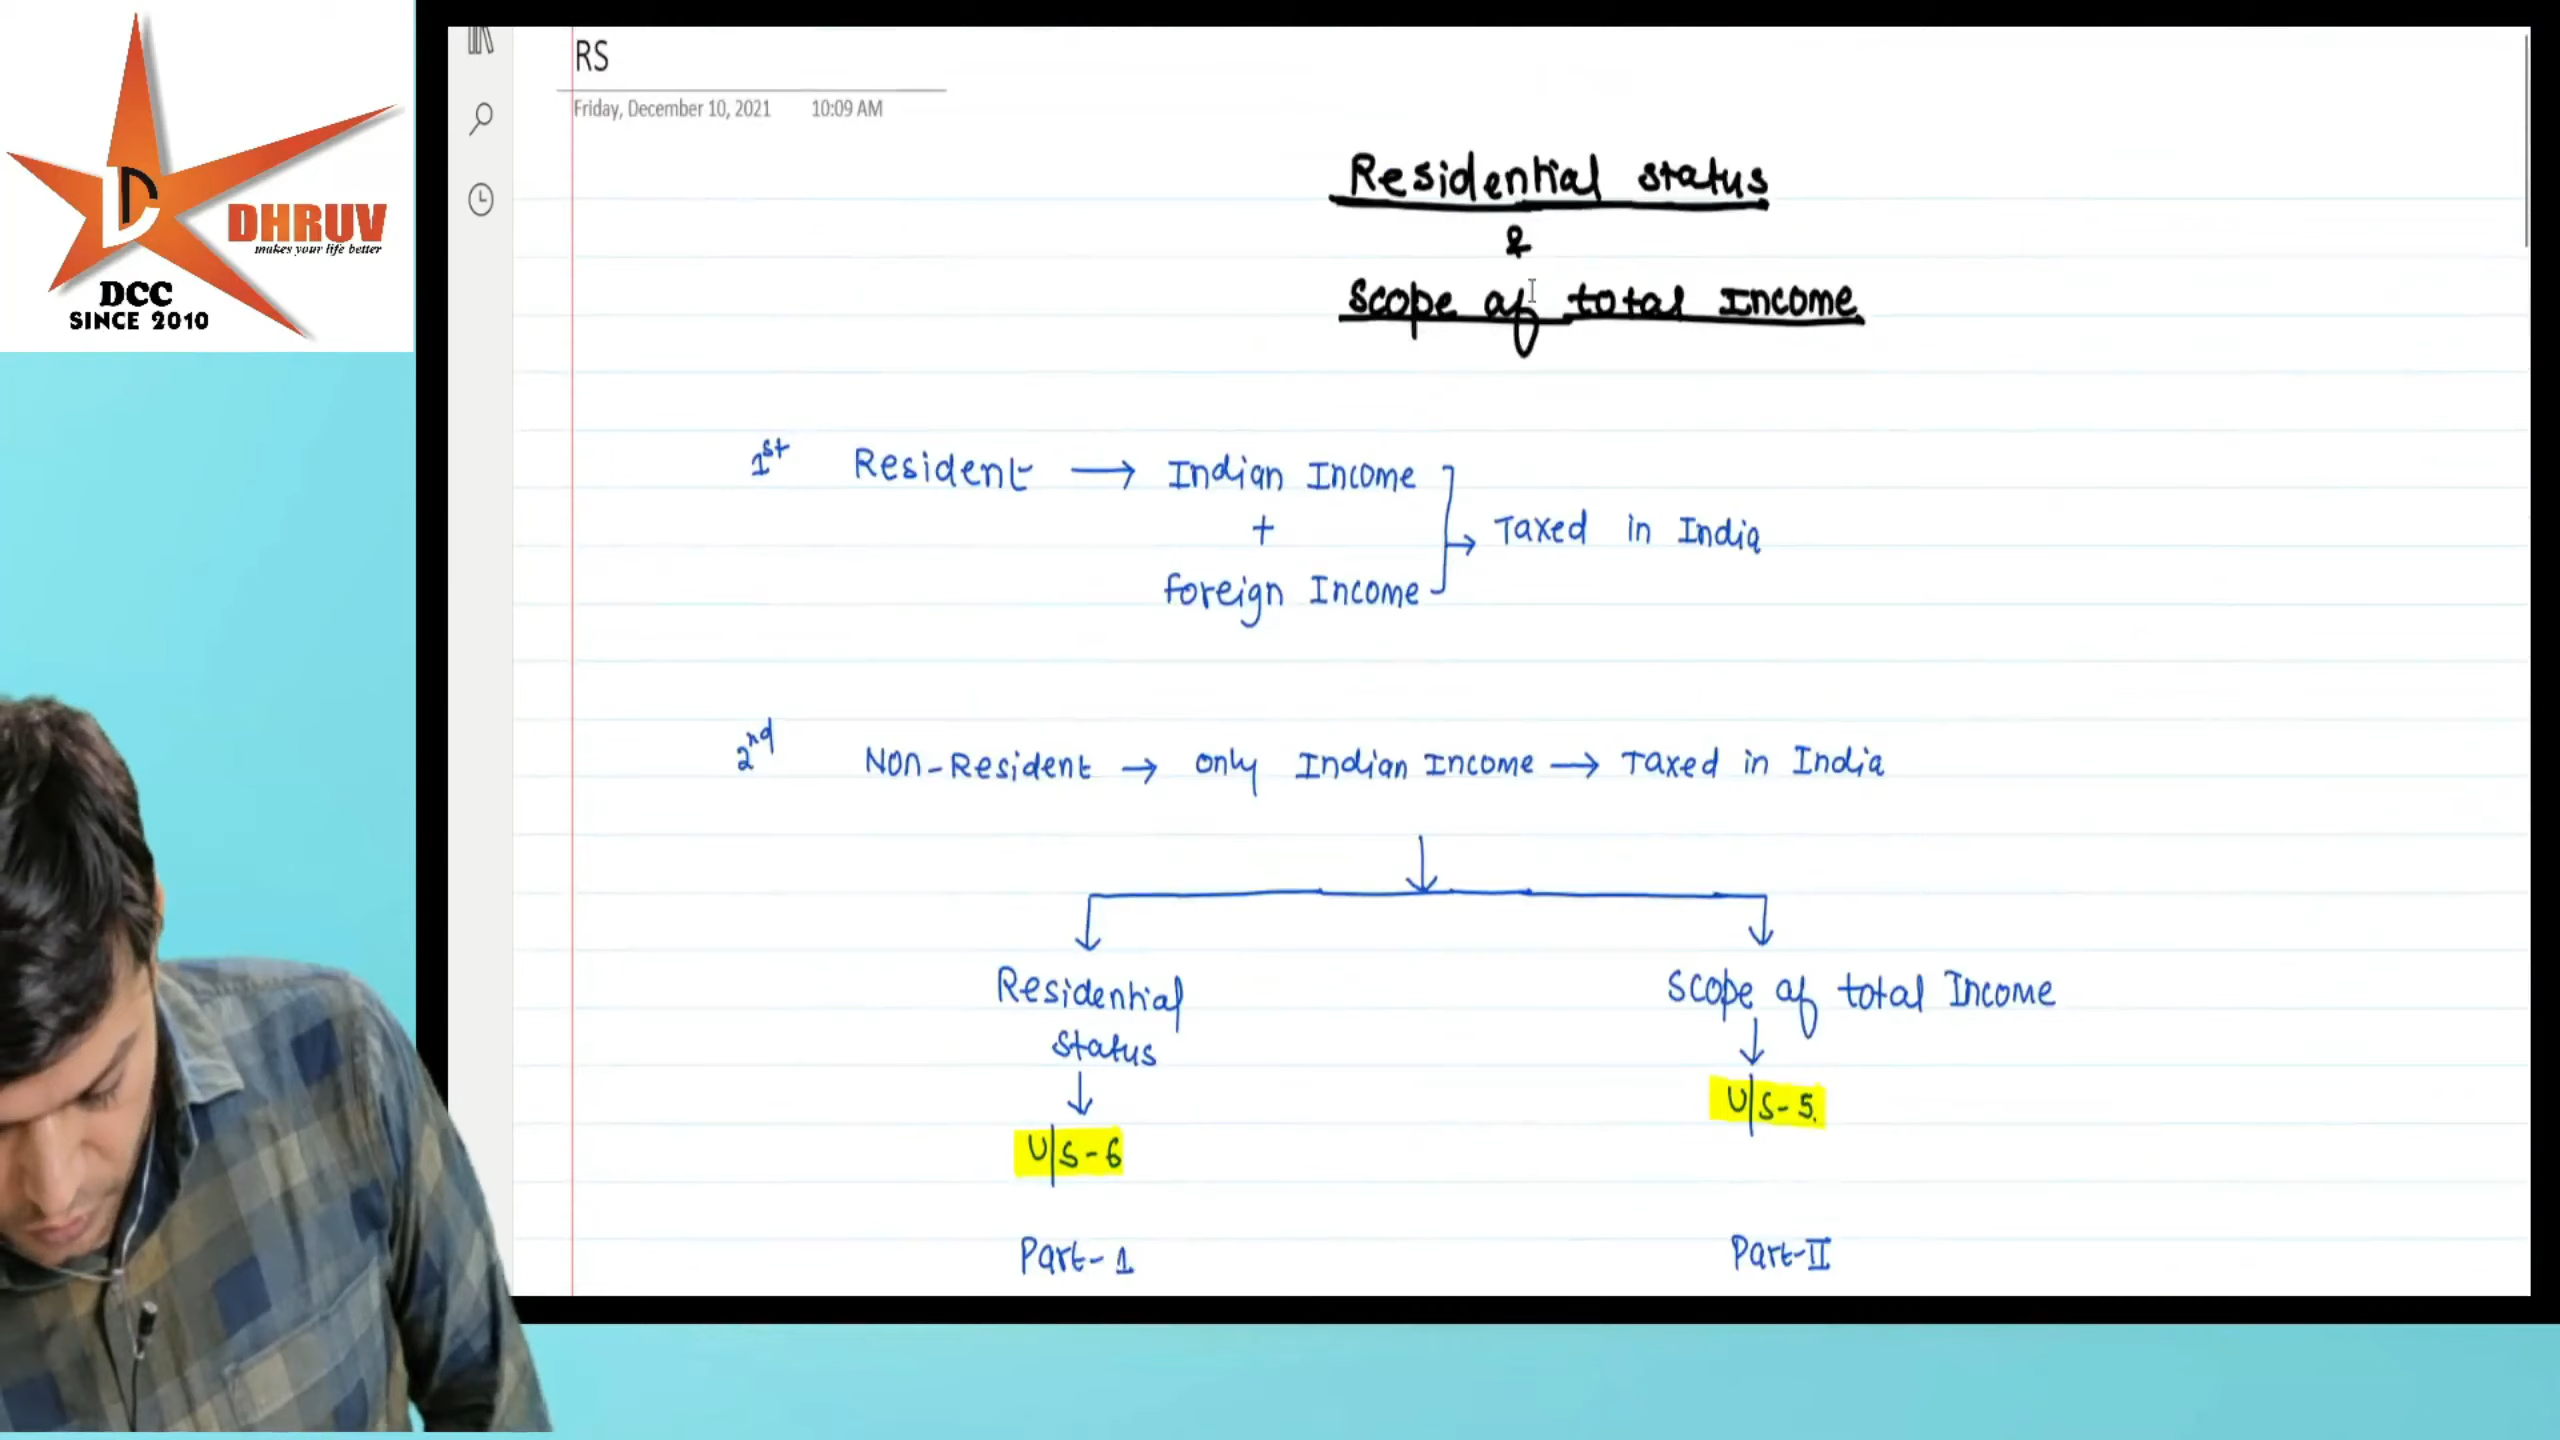 DHRUV
makes your life better
DCC
SINCE 2010
RS
Friday, December 10, 2021 10:09 AM
Residential status
&
Scope of total Income
1st Resident → Indian Income
+
foreign Income
→ Taxed in India
2nd Non-Resident → only Indian Income → Taxed in India
Residential
status
U/S-6
Part-1
Scope of total Income
U/S-5.
Part-II